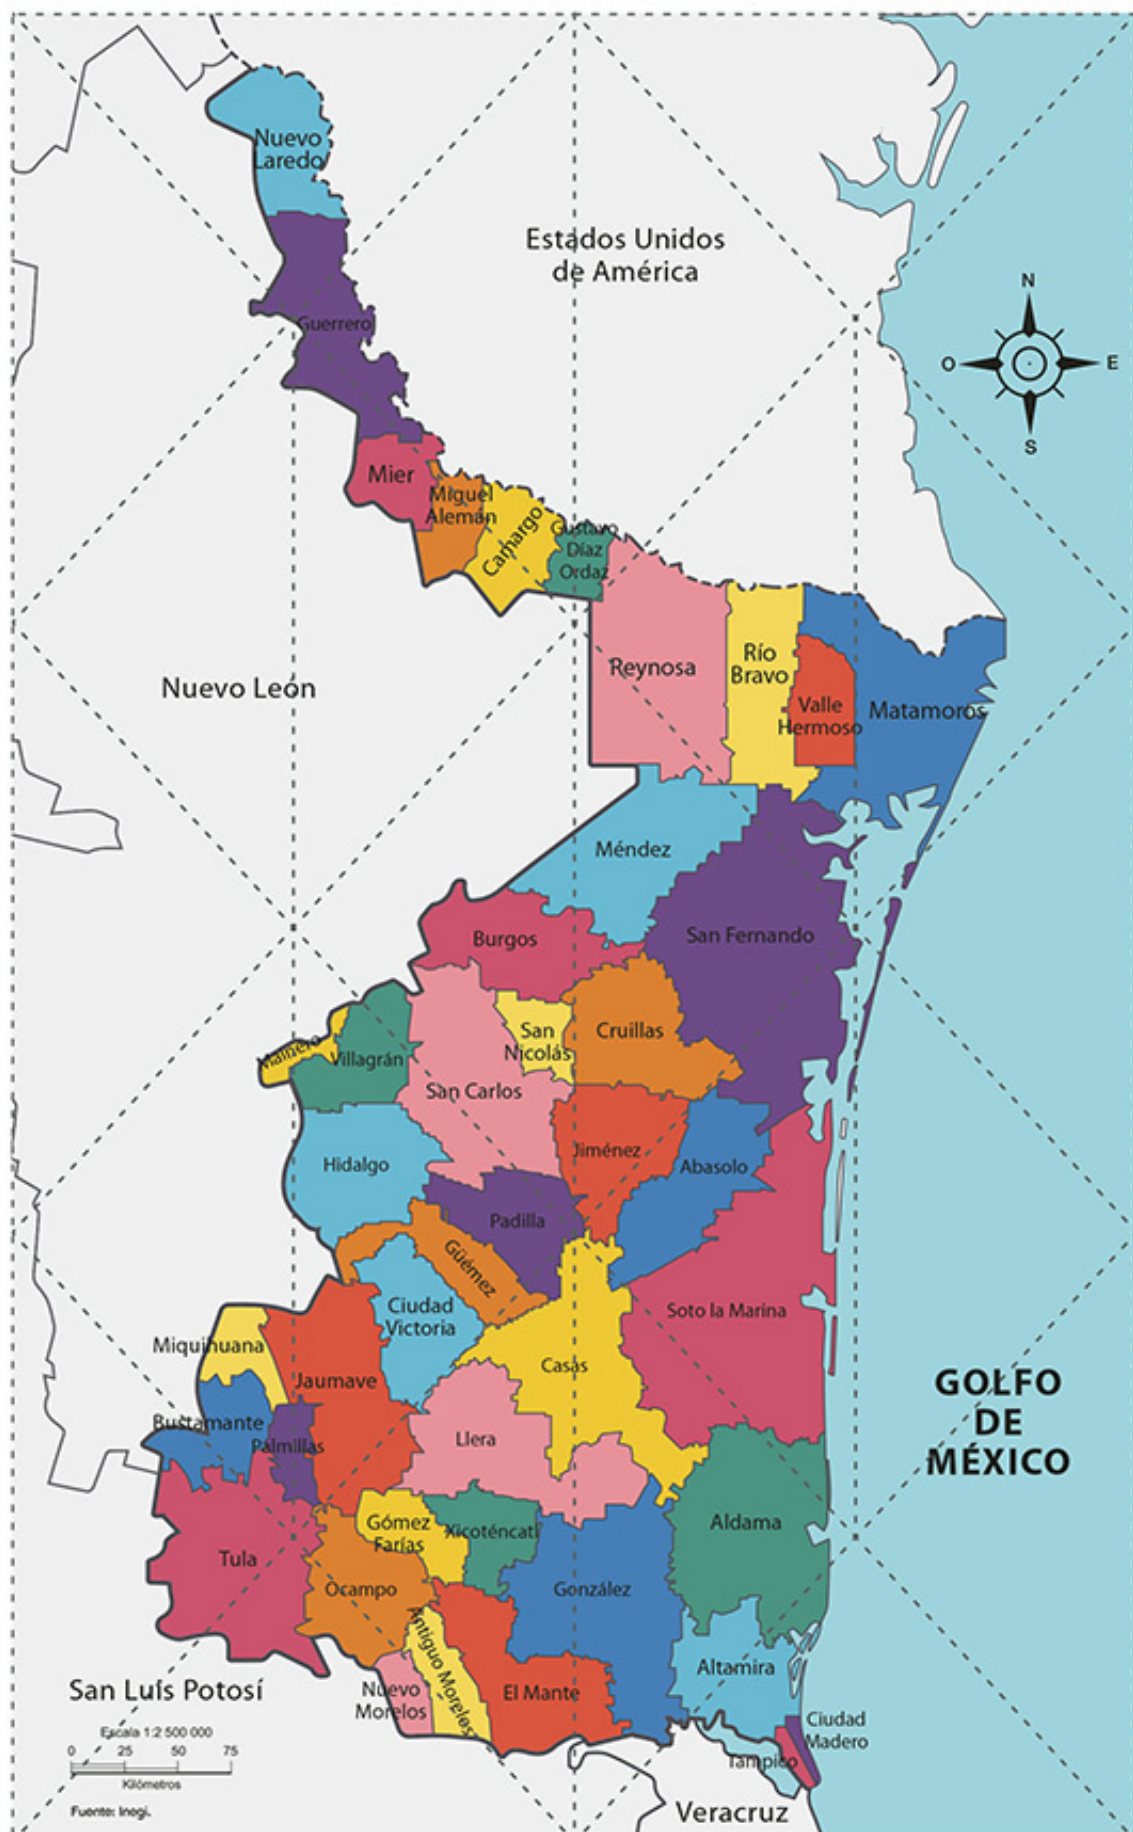 Nuevo
Laredo
Estados Unidos
de América
N
O
E
S
Guerrero
Mier
Miguel
Alemán
Camargo
Gustavo
Díaz
Ordaz
Reynosa
Río
Bravo
Valle
Hermoso
Matamoros
Nuevo León
Méndez
Burgos
San Fernando
San
Nicolás
Cruillas
Mainero
Villagrán
San Carlos
Hidalgo
Jiménez
Abasolo
Padilla
Güémez
Ciudad
Victoria
Soto la Marina
Miquihuana
Jaumave
Casas
GOLFO
DE
MÉXICO
Bustamante
Palmillas
Llera
Gómez
Farías
Xicoténcatl
Aldama
Tula
Ocampo
González
Antiguo Morelos
Altamira
San Luis Potosí
Nuevo
Morelos
El Mante
Ciudad
Madero
Tampico
Escala 1:2 500 000
0 25 50 75
Kilómetros
Fuente: Inegi.
Veracruz